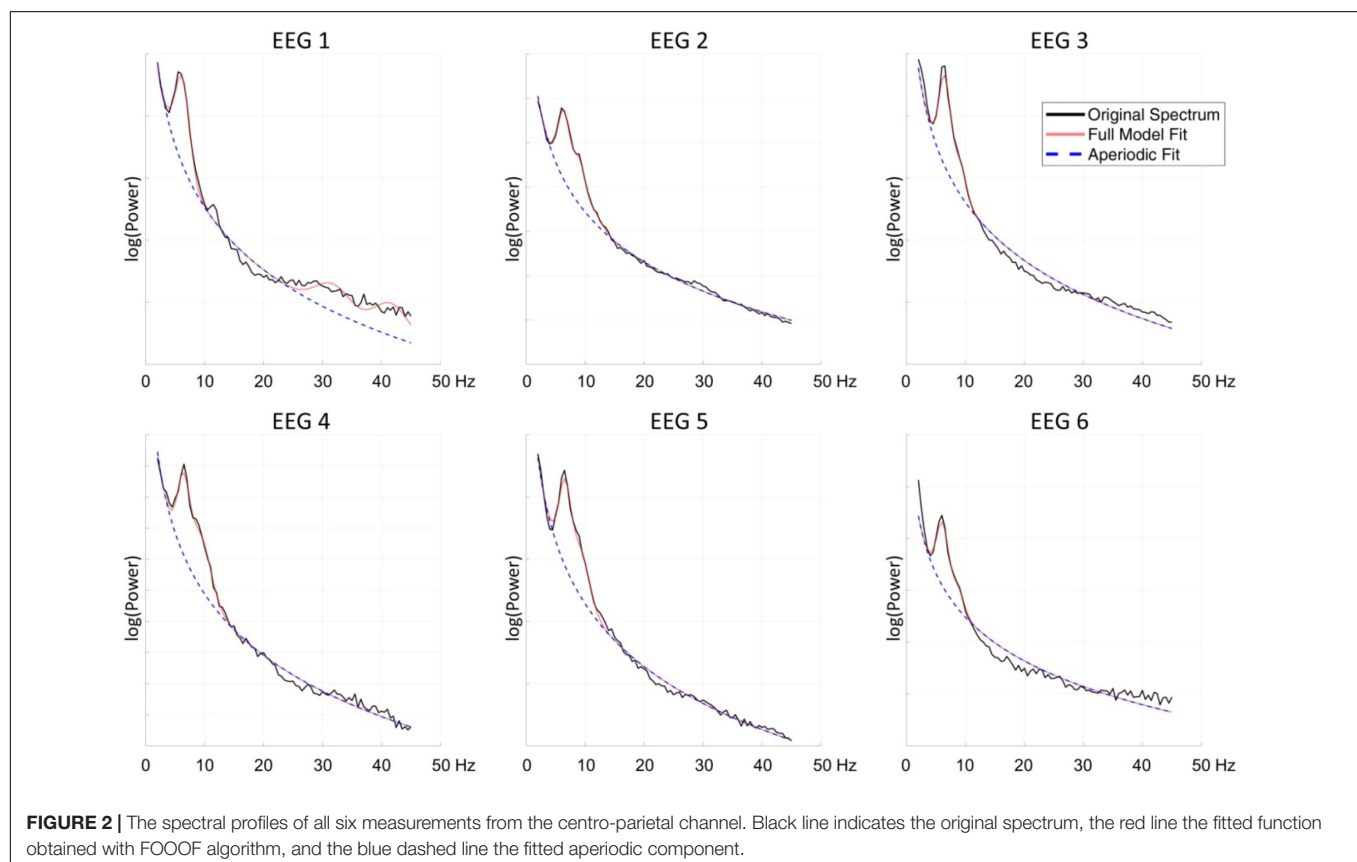 EEG 1
EEG 2
EEG 3
log(Power)
log(Power)
log(Power)
Original Spectrum
Full Model Fit
Aperiodic Fit
0 10 20 30 40 50 Hz
0 10 20 30 40 50 Hz
0 10 20 30 40 50 Hz
EEG 4
EEG 5
EEG 6
log(Power)
log(Power)
log(Power)
0 10 20 30 40 50 Hz
0 10 20 30 40 50 Hz
0 10 20 30 40 50 Hz
FIGURE 2 | The spectral profiles of all six measurements from the centro-parietal channel. Black line indicates the original spectrum, the red line the fitted function
obtained with FOOOF algorithm, and the blue dashed line the fitted aperiodic component.